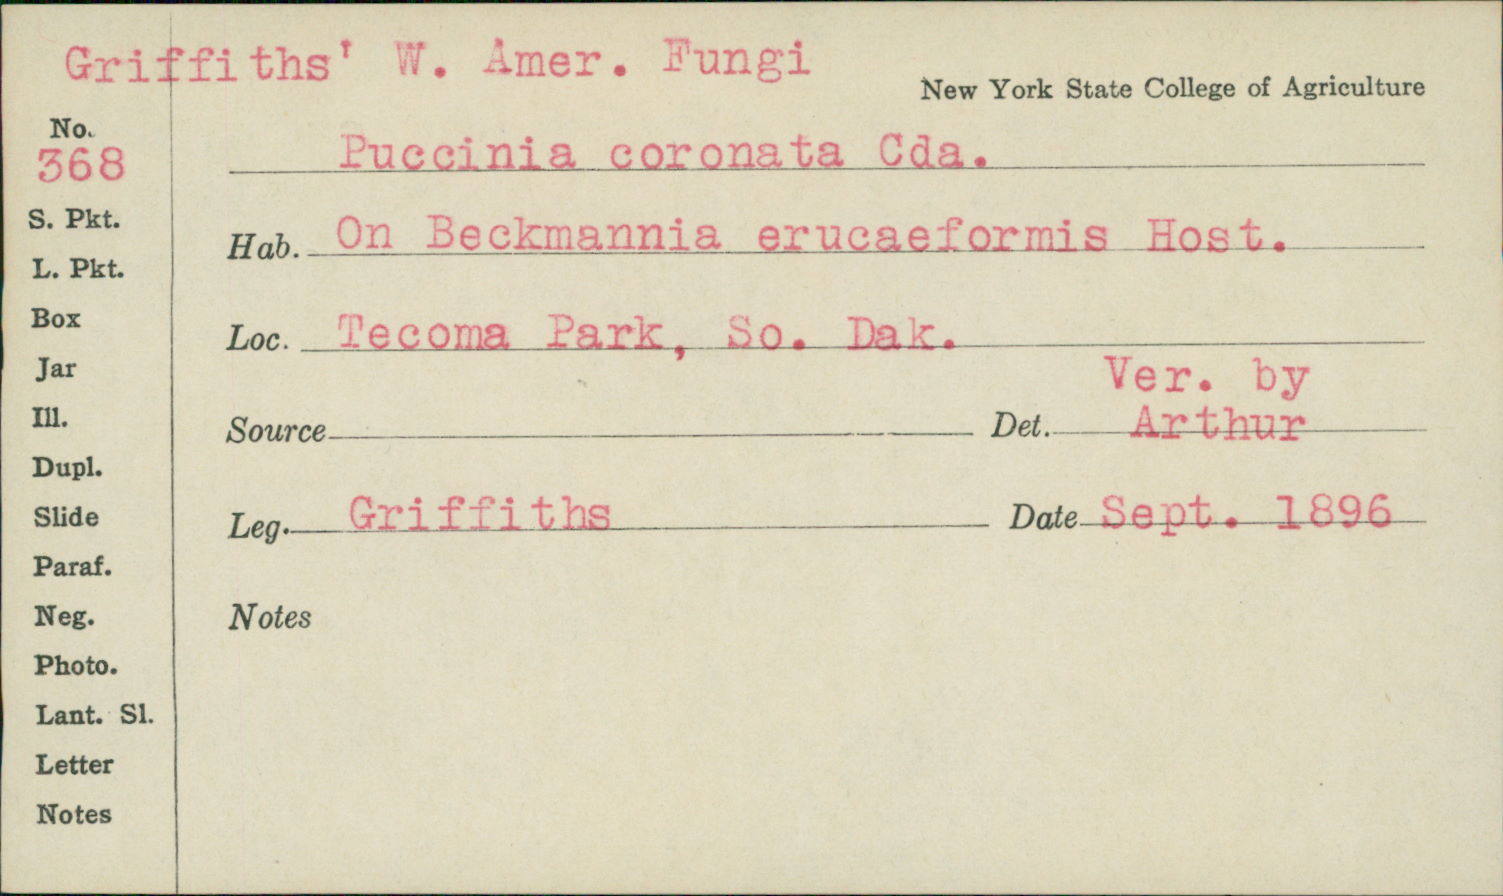 Griffiths' W. Amer. Fungi
New York State College of Agriculture
No.
368
Puccinia coronata Cda.
S. Pkt.
Hab. On Beckmannia erucaeformis Host.
L. Pkt.
Box
Loc. Tecoma Park, So. Dak.
Jar
Ver. by
Ill.
Source Det. Arthur
Dupl.
Slide
Leg. Griffiths Date Sept. 1896
Paraf.
Neg.
Notes
Photo.
Lant. Sl.
Letter
Notes